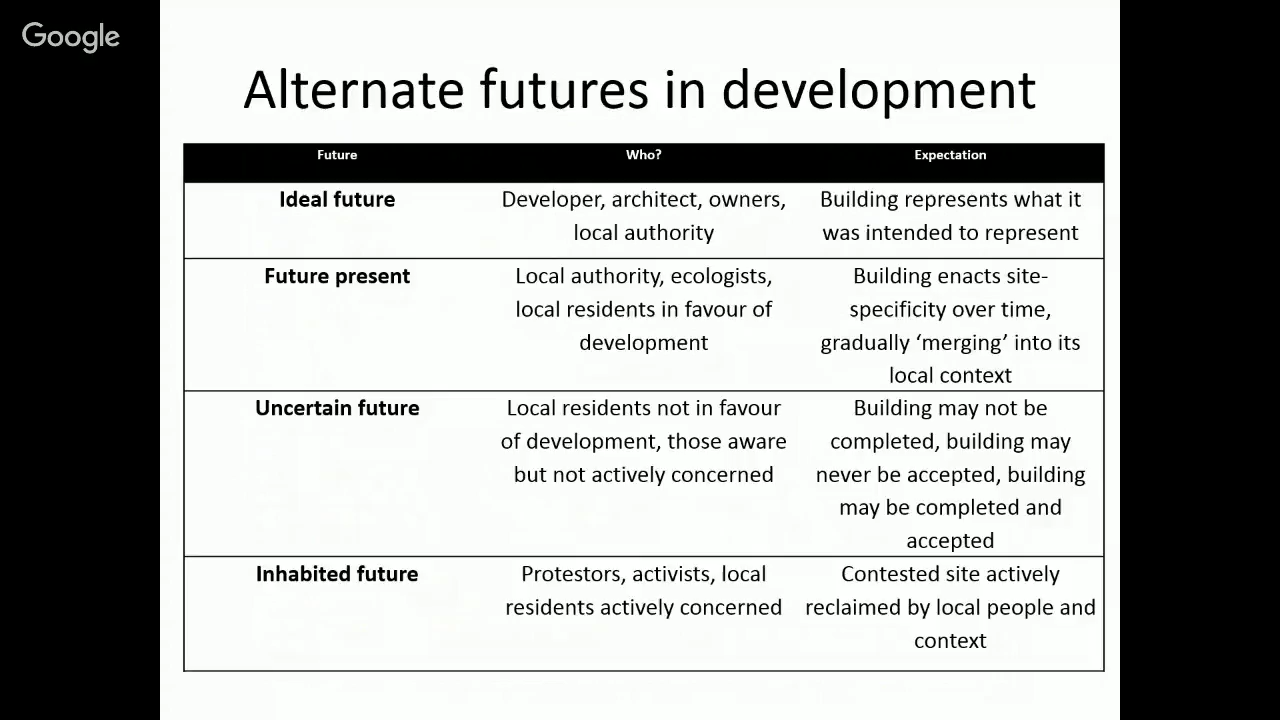 Google
Alternate futures in development
Future Who? Expectation
Ideal future
Developer, architect, owners,
local authority
Building represents what it
was intended to represent
Future present
Local authority, ecologists,
local residents in favour of
development
Building enacts site-
specificity over time,
gradually ‘merging’ into its
local context
Uncertain future
Local residents not in favour
of development, those aware
but not actively concerned
Building may not be
completed, building may
never be accepted, building
may be completed and
accepted
Inhabited future
Protestors, activists, local
residents actively concerned
Contested site actively
reclaimed by local people and
context